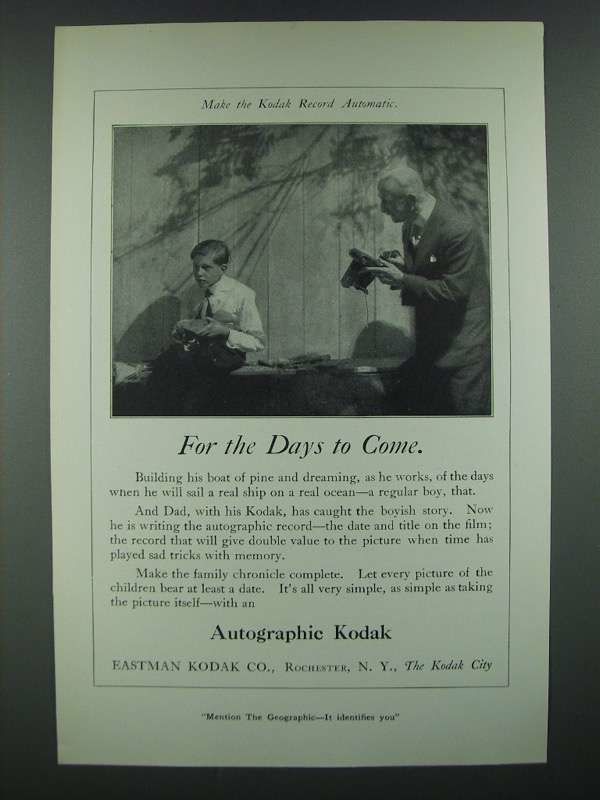 Make the Kodak Record Automatic.
For the Days to Come.
Building his boat of pine and dreaming, as he works, of the days
when he will sail a real ship on a real ocean—a regular boy, that.
And Dad, with his Kodak, has caught the boyish story. Now
he is writing the autographic record—the date and title on the film;
the record that will give double value to the picture when time has
played sad tricks with memory.
Make the family chronicle complete. Let every picture of the
children bear at least a date. It's all very simple, as simple as taking
the picture itself—with an
Autographic Kodak
EASTMAN KODAK CO., ROCHESTER, N. Y., The Kodak City
"Mention The Geographic—It identifies you"